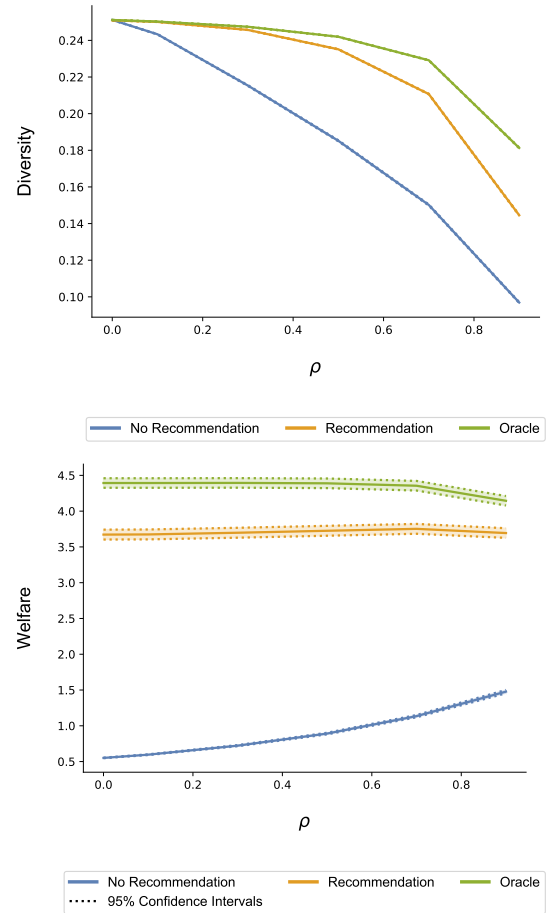 0.24
0.22
0.20
0.18
0.16
0.14
0.12
0.10
Diversity
0.0 0.2 0.4 0.6 0.8
ρ
No Recommendation Recommendation Oracle
4.5
4.0
3.5
3.0
2.5
2.0
1.5
1.0
0.5
Welfare
0.0 0.2 0.4 0.6 0.8
ρ
No Recommendation Recommendation Oracle
95% Confidence Intervals